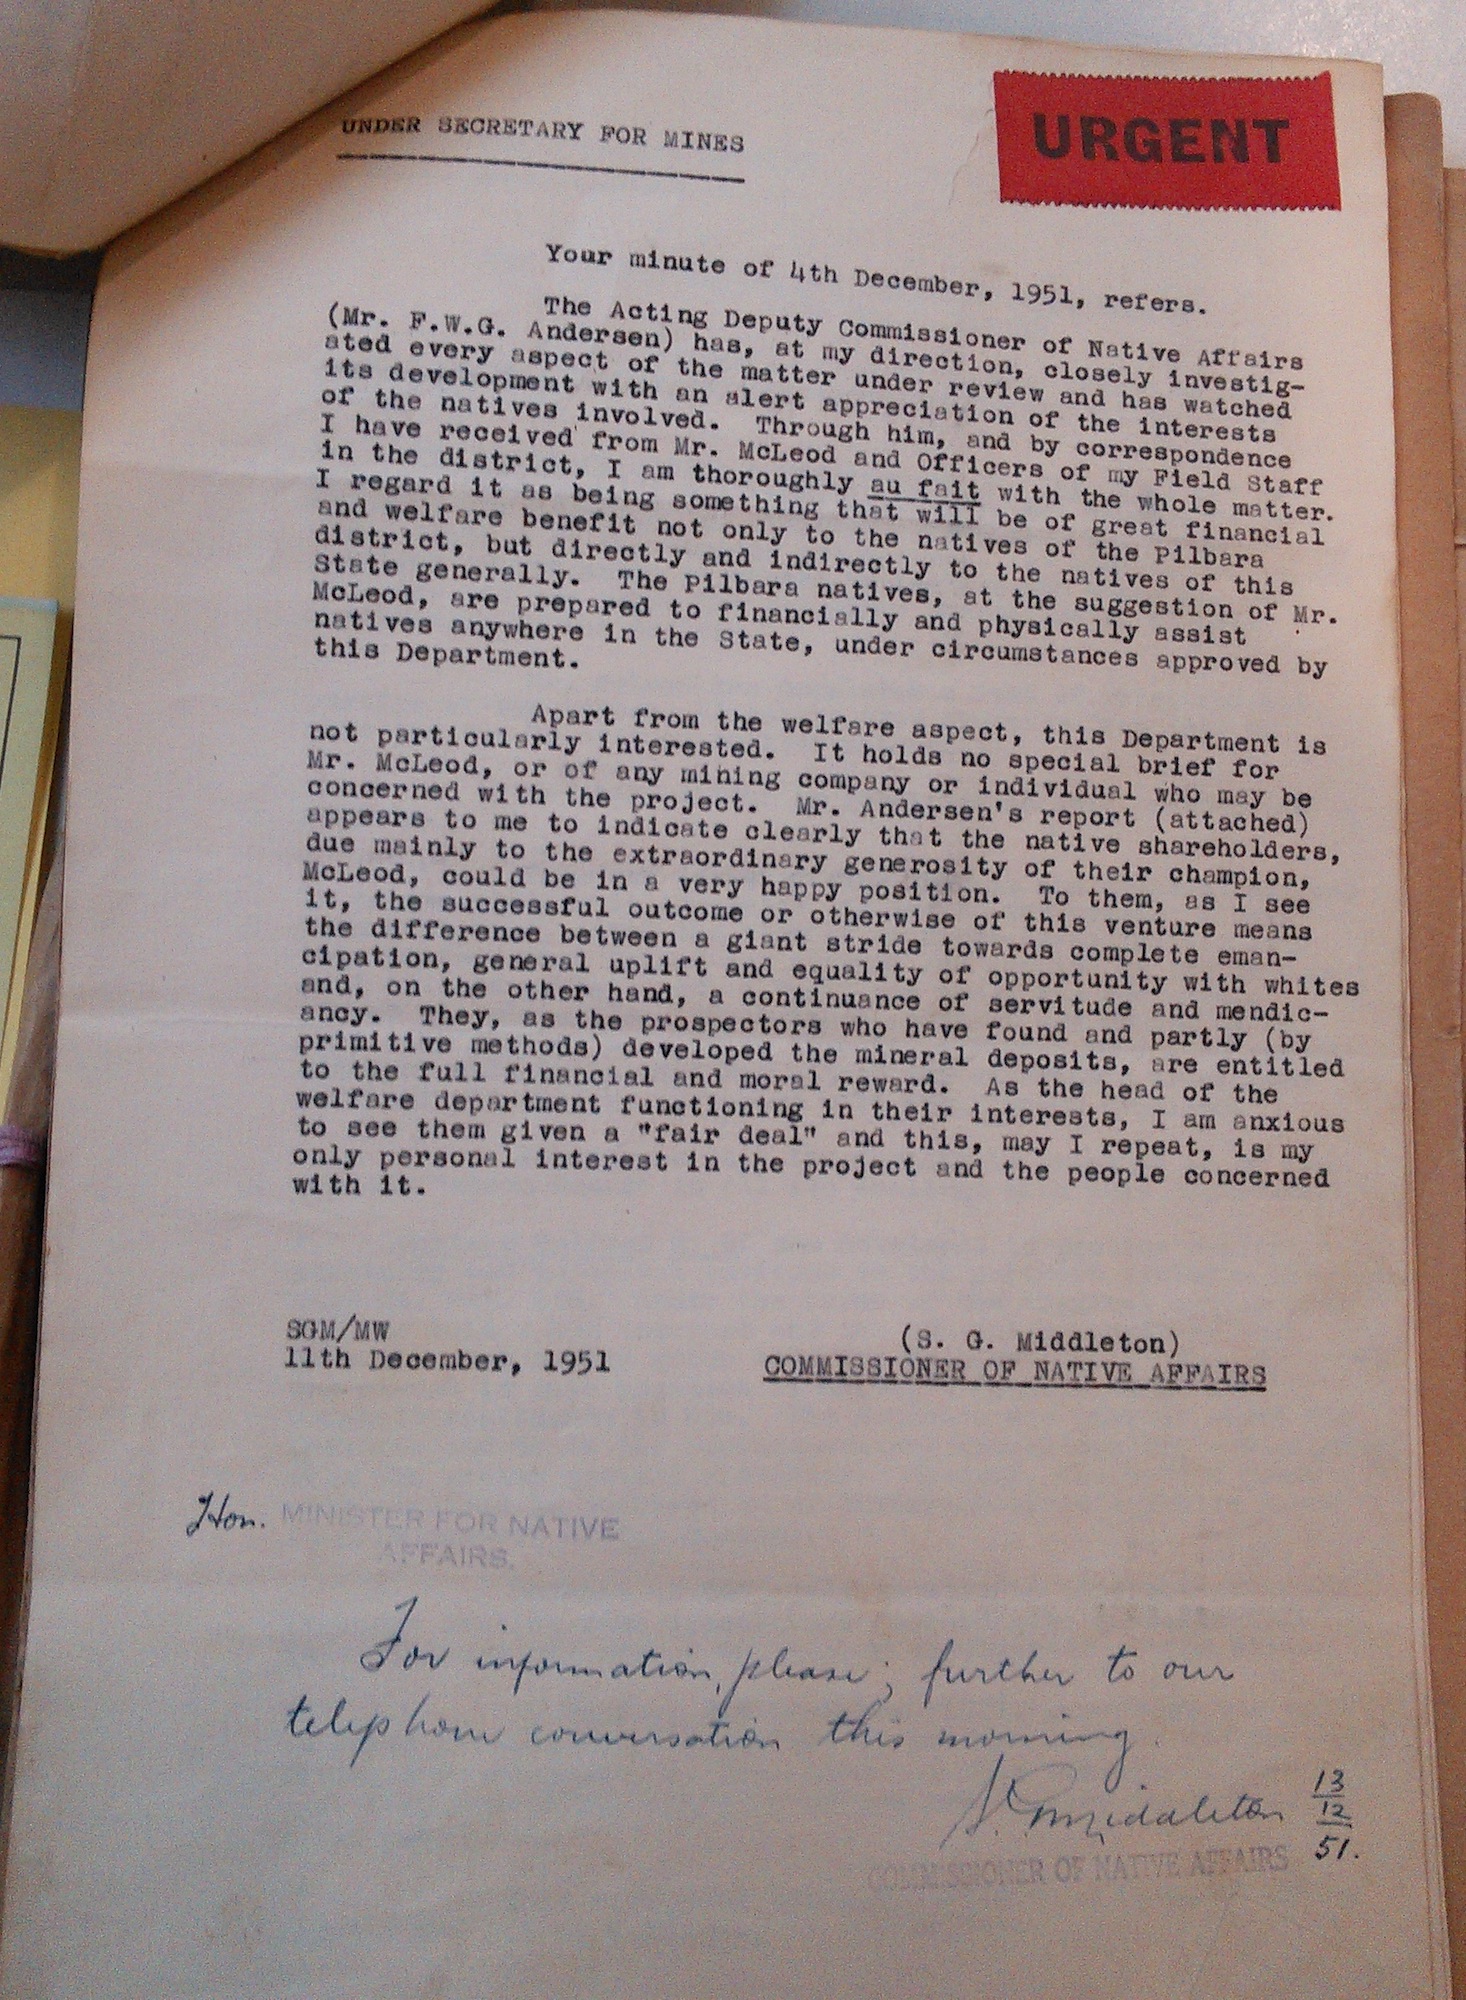 UNDER SECRETARY FOR MINES
URGENT
Your minute of 4th December, 1951, refers.
The Acting Deputy Commissioner of Native Affairs
(Mr. F.W.G. Andersen) has, at my direction, closely investig-
ated every aspect of the matter under review and has watched
its development with an alert appreciation of the interests
of the natives involved. Through him, and by correspondence
I have received from Mr. McLeod and Officers of my Field Staff
in the district, I am thoroughly au fait with the whole matter.
I regard it as being something that will be of great financial
and welfare benefit not only to the natives of the Pilbara
district, but directly and indirectly to the natives of this
State generally. The Pilbara natives, at the suggestion of Mr.
McLeod, are prepared to financially and physically assist
natives anywhere in the State, under circumstances approved by
this Department.
Apart from the welfare aspect, this Department is
not particularly interested. It holds no special brief for
Mr. McLeod, or of any mining company or individual who may be
concerned with the project. Mr. Andersen's report (attached)
appears to me to indicate clearly that the native shareholders,
due mainly to the extraordinary generosity of their champion,
McLeod, could be in a very happy position. To them, as I see
it, the successful outcome or otherwise of this venture means
the difference between a giant stride towards complete eman-
cipation, general uplift and equality of opportunity with whites
and, on the other hand, a continuance of servitude and mendic-
ancy. They, as the prospectors who have found and partly (by
primitive methods) developed the mineral deposits, are entitled
to the full financial and moral reward. As the head of the
welfare department functioning in their interests, I am anxious
to see them given a "fair deal" and this, may I repeat, is my
only personal interest in the project and the people concerned
with it.
SGM/MW
11th December, 1951
(S. G. Middleton)
COMMISSIONER OF NATIVE AFFAIRS
Hon. MINISTER FOR NATIVE
AFFAIRS.
For information, please; further to our
telephone conversation this morning.
S. G. Middleton
13
12
51.
COMMISSIONER OF NATIVE AFFAIRS